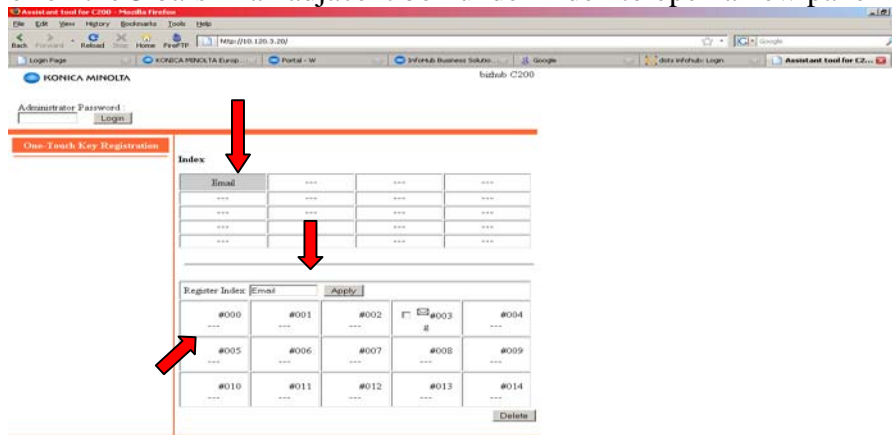 Assistant tool for C200 - Mozilla Firefox
File Edit View History Bookmarks Tools Help
Back Forward Reload Stop Home FireFTP http://10.120.3.20/ Google
Login Page KONICA MINOLTA Europ... Portal - W InfoHub Business Solutio... Google Assistant tool for C2...
KONICA MINOLTA bizhub C200
Administrator Password :
Login
One-Touch Key Registration
Index
Email --- --- ---
--- --- --- ---
--- --- --- ---
--- --- --- ---
--- --- --- ---
Register Index: Email Apply
#000 #001 #002 #003 #004
--- --- --- g ---
#005 #006 #007 #008 #009
--- --- --- --- ---
#010 #011 #012 #013 #014
--- --- --- --- ---
Delete